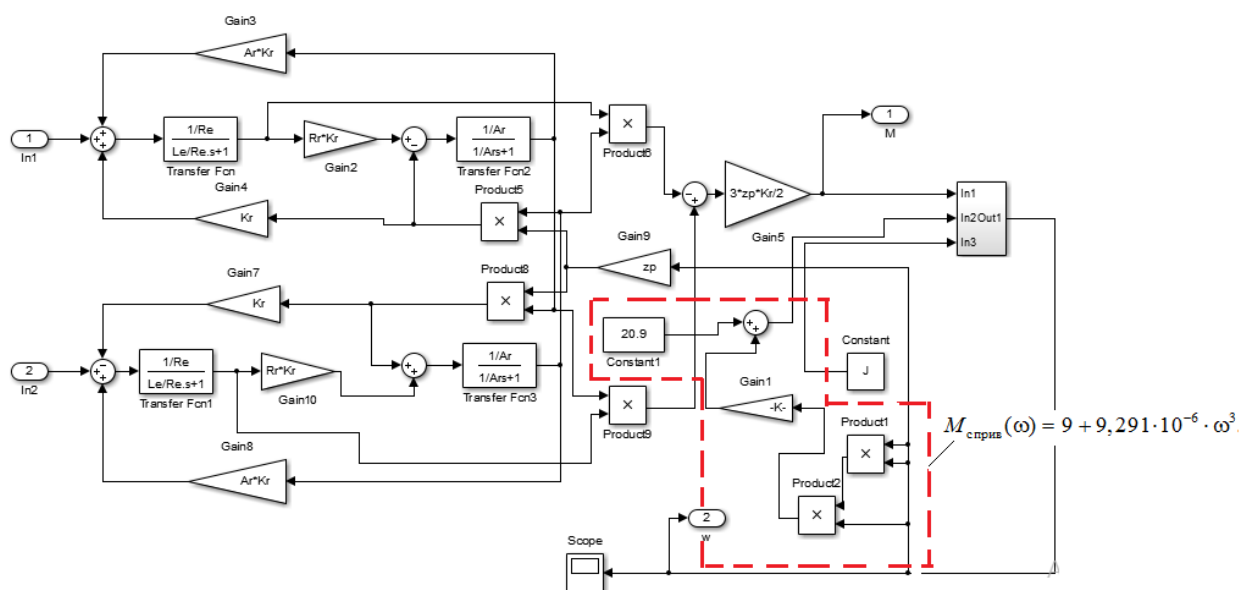 Gain3
Ar*Kr
1
In1
1/Re
Le/Re.s+1
Transfer Fcn
Rr*Kr
Gain2
1/Ar
1/Ars+1
Transfer Fcn2
×
Product6
1
M
Gain4
Kr
Product5
×
3*zp*Kr/2
Gain5
In1
In2Out1
In3
Gain9
zp
Gain7
Kr
Product8
×
20.9
Constant1
Constant
J
2
In2
1/Re
Le/Re.s+1
Transfer Fcn1
Rr*Kr
Gain10
1/Ar
1/Ars+1
Transfer Fcn3
×
Product9
Gain1
-K-
Product1
×
Product2
×
M с прив (ω) = 9 + 9,291·10⁻⁶ · ω³.
Gain8
Ar*Kr
2
w
Scope